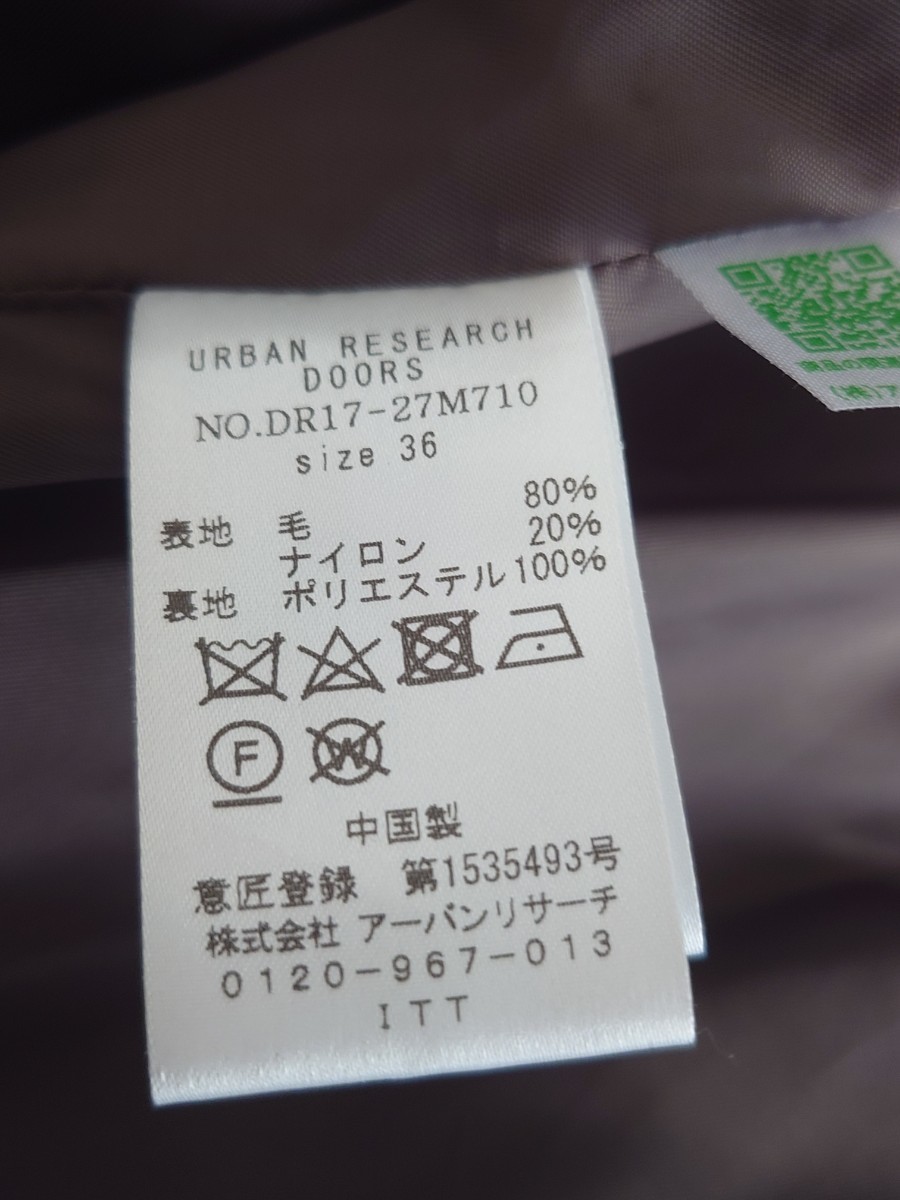 URBAN RESEARCH
DOORS
NO.DR17-27M710
size 36
表地 毛 80%
ナイロン 20%
裏地 ポリエステル 100%
F
W
中国製
意匠登録 第1535493号
株式会社 アーバンリサーチ
0120-967-013
ITT
(株)ア